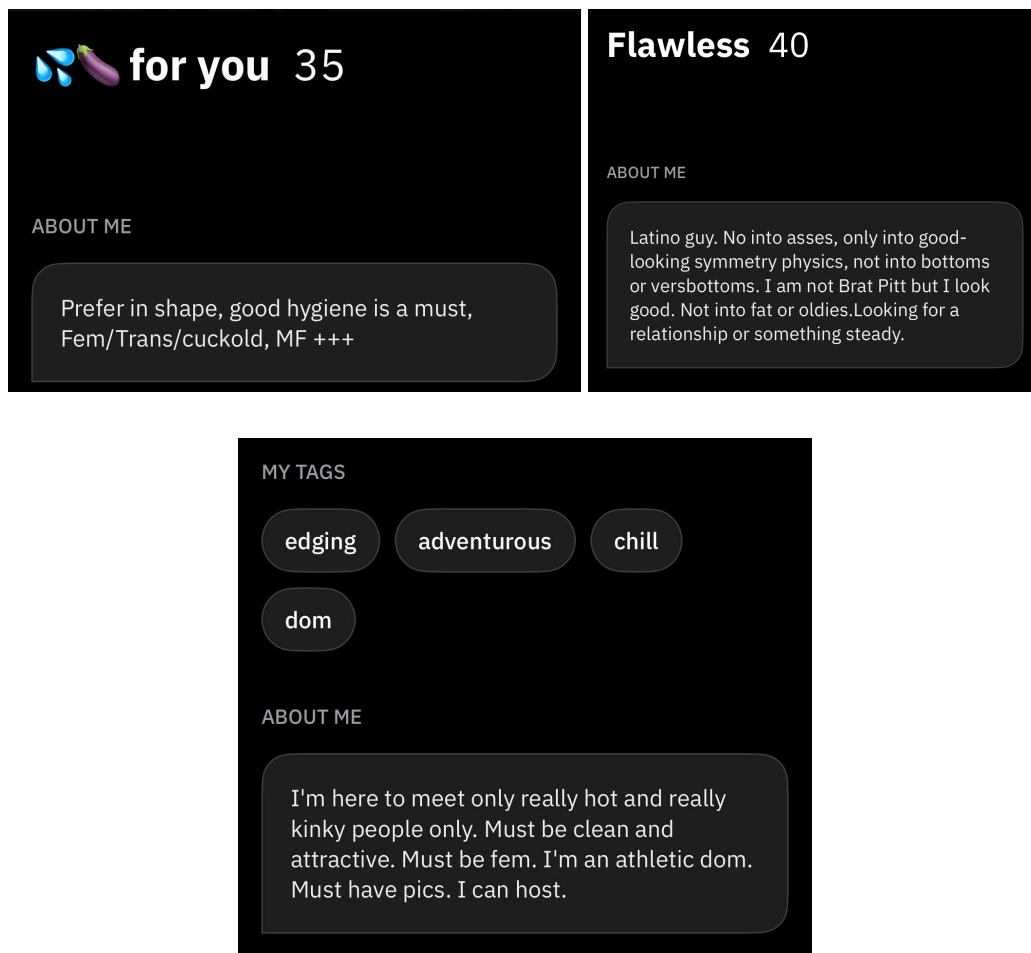 💦🍆 for you 35
ABOUT ME
Prefer in shape, good hygiene is a must,
Fem/Trans/cuckold, MF +++
Flawless 40
ABOUT ME
Latino guy. No into asses, only into good-
looking symmetry physics, not into bottoms
or versbottoms. I am not Brat Pitt but I look
good. Not into fat or oldies.Looking for a
relationship or something steady.
MY TAGS
edging adventurous chill
dom
ABOUT ME
I'm here to meet only really hot and really
kinky people only. Must be clean and
attractive. Must be fem. I'm an athletic dom.
Must have pics. I can host.